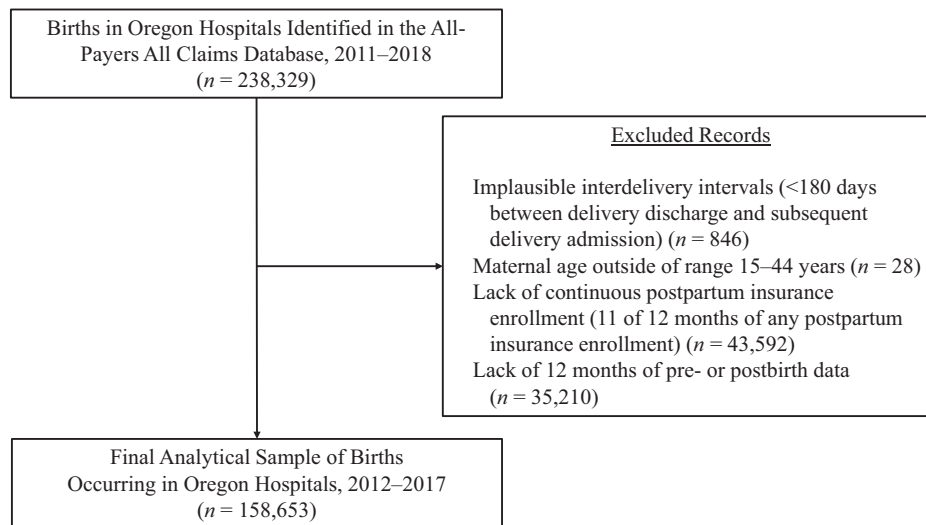 Births in Oregon Hospitals Identified in the All-
Payers All Claims Database, 2011–2018
(n = 238,329)
Excluded Records
Implausible interdelivery intervals (<180 days
between delivery discharge and subsequent
delivery admission) (n = 846)
Maternal age outside of range 15–44 years (n = 28)
Lack of continuous postpartum insurance
enrollment (11 of 12 months of any postpartum
insurance enrollment) (n = 43,592)
Lack of 12 months of pre- or postbirth data
(n = 35,210)
Final Analytical Sample of Births
Occurring in Oregon Hospitals, 2012–2017
(n = 158,653)